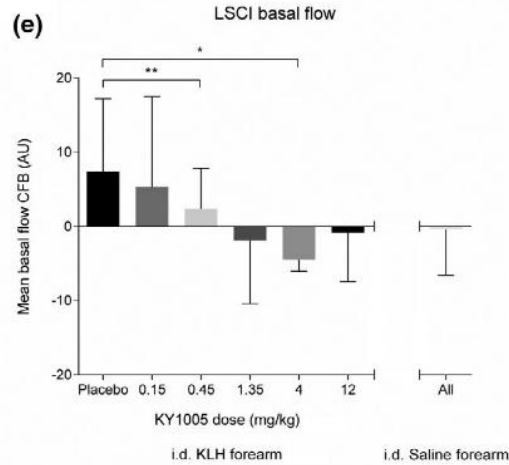 (e)
LSCI basal flow
*
**
Mean basal flow CFB (AU)
20
10
0
-10
-20
Placebo 0.15 0.45 1.35 4 12 All
KY1005 dose (mg/kg)
i.d. KLH forearm i.d. Saline forearm